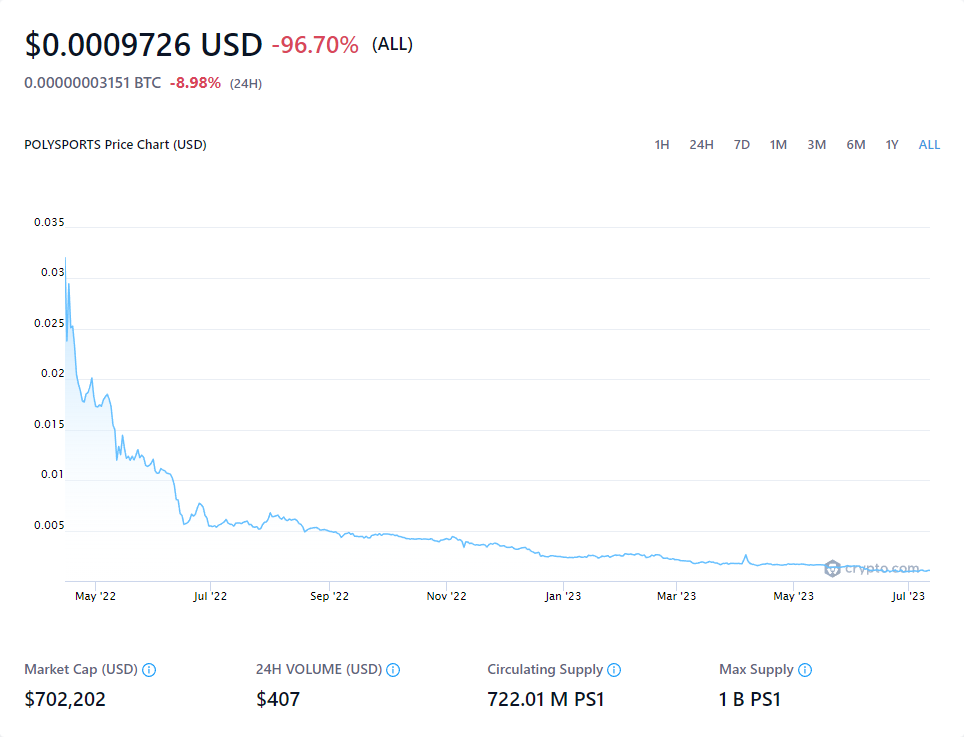 $0.0009726 USD -96.70% (ALL)
0.00000003151 BTC -8.98% (24H)
POLYSPORTS Price Chart (USD) 1H 24H 7D 1M 3M 6M 1Y ALL
0.035
0.03
0.025
0.02
0.015
0.01
0.005
crypto.com
May '22 Jul '22 Sep '22 Nov '22 Jan '23 Mar '23 May '23 Jul '23
Market Cap (USD) 24H VOLUME (USD) Circulating Supply Max Supply
$702,202 $407 722.01 M PS1 1 B PS1